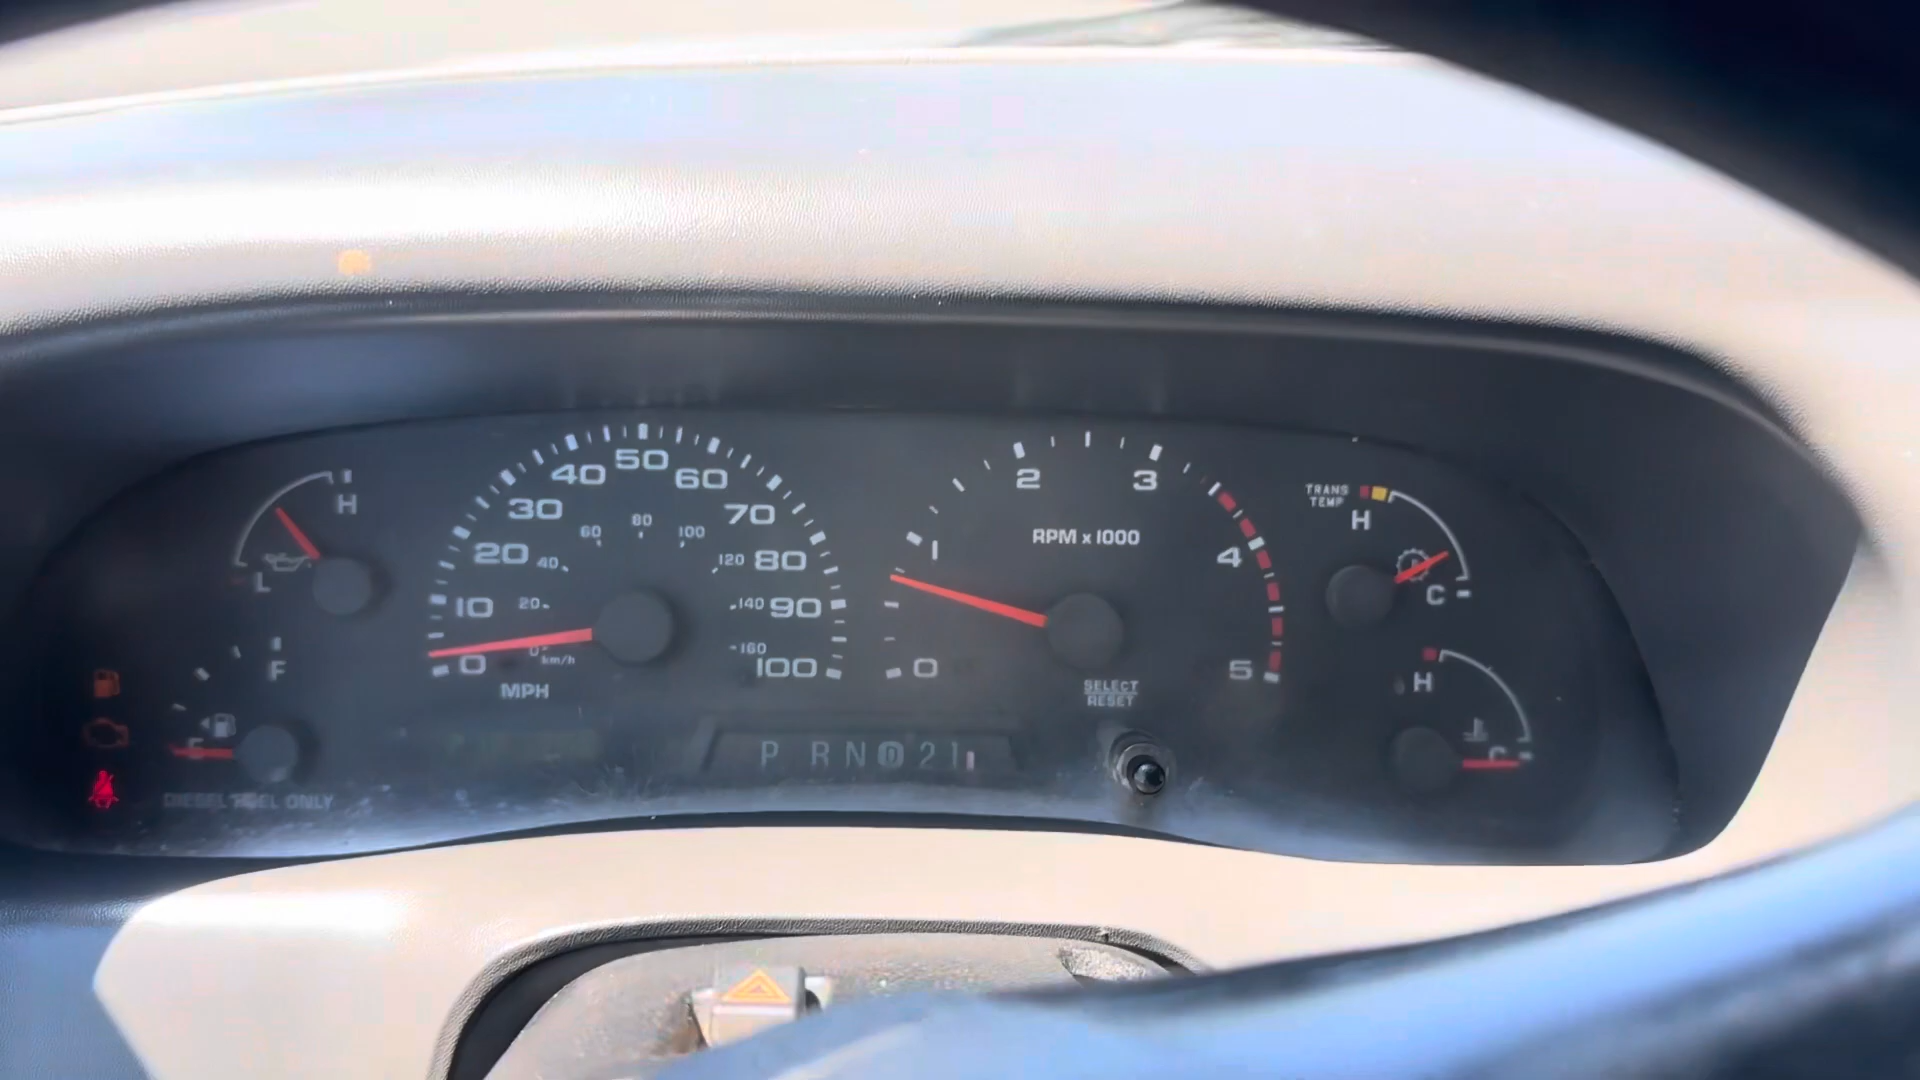 H
L
F
E
DIESEL FUEL ONLY
0 10 20 30 40 50 60 70 80 90 100
0 20 40 60 80 100 120 140 160
km/h
MPH
0 1 2 3 4 5
RPM x 1000
SELECT
RESET
P R N D 2 1
TRANS
TEMP
H
C
H
C